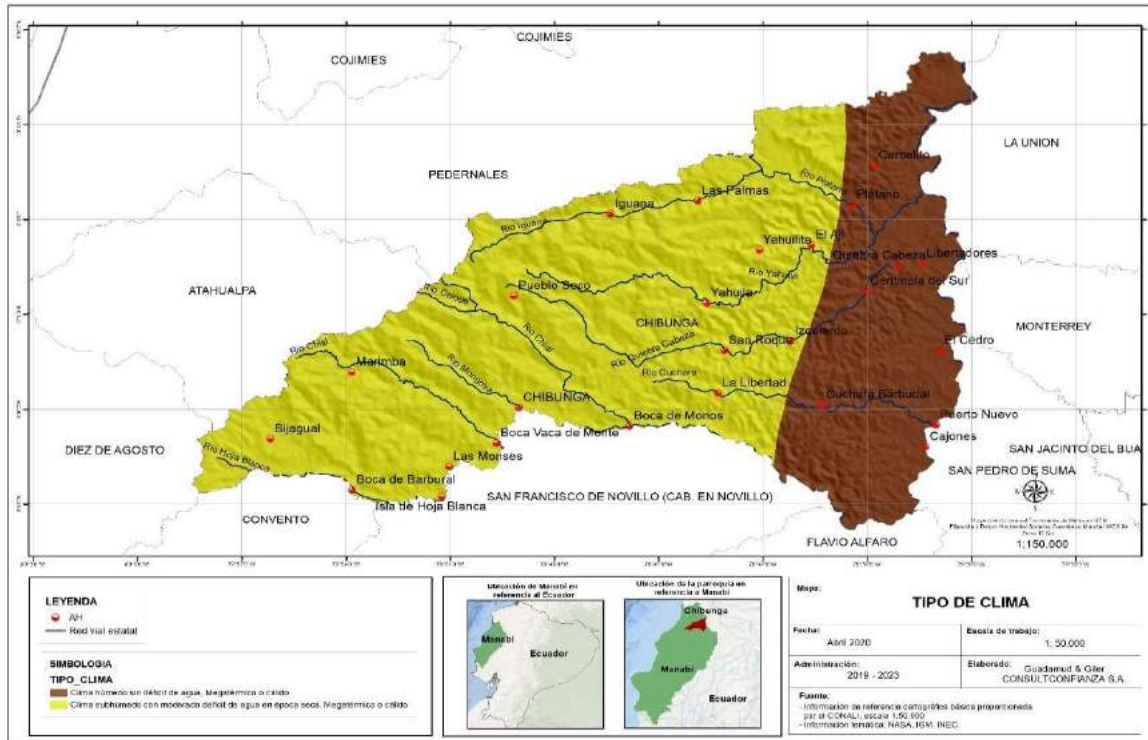 COJIMIES
COJIMIES
LA UNION
PEDERNALES
Carmelito
Rio Platano
Plátano
Las Palmas
Iguana
Rio Iguana
El Aji
Yahuilita
Quiebra Cabeza
Libertadores
Rio Yahuila
ATAHUALPA
Pueblo Seco
Yahuila
Centinela del Sur
CHIBUNGA
MONTERREY
Izquierdo
San Roque
El Cedro
Rio Chial
Rio Chial
Rio Quiebra Cabeza
Marimba
Rio Cuchara
La Libertad
Cuchara Barbudal
CHIBUNGA
Boca de Monos
Puerto Nuevo
Bijagual
Boca Vaca de Monte
Cajones
DIEZ DE AGOSTO
SAN JACINTO DEL BUA
Rio Hoja Blanca
Las Monses
SAN PEDRO DE SUMA
Boca de Barbural
SAN FRANCISCO DE NOVILLO (CAB. EN NOVILLO)
Isla de Hoja Blanca
CONVENTO
FLAVIO ALFARO
1:150.000
LEYENDA
AH
Red vial estatal
SIMBOLOGIA
TIPO_CLIMA
Clima húmedo sin déficit de agua, Megatérmico o cálido
Clima subhúmedo con moderado déficit de agua en época seca, Megatérmico o cálido
Ubicación de Manabí en
referencia al Ecuador
Manabí
Ecuador
Ubicación de la parroquia en
referencia a Manabí
Chibunga
Manabí
Ecuador
Mapa:
TIPO DE CLIMA
Fecha:
Abril 2020
Escala de trabajo:
1: 50.000
Administración:
2019 - 2023
Elaborado: Guadamud & Giler
CONSULTCONFIANZA S.A.
Fuente:
- Información de referencia cartográfica básica proporcionada
por el CONALI, escala 1:50.000
- Información temática: NASA, IGM, INEC.